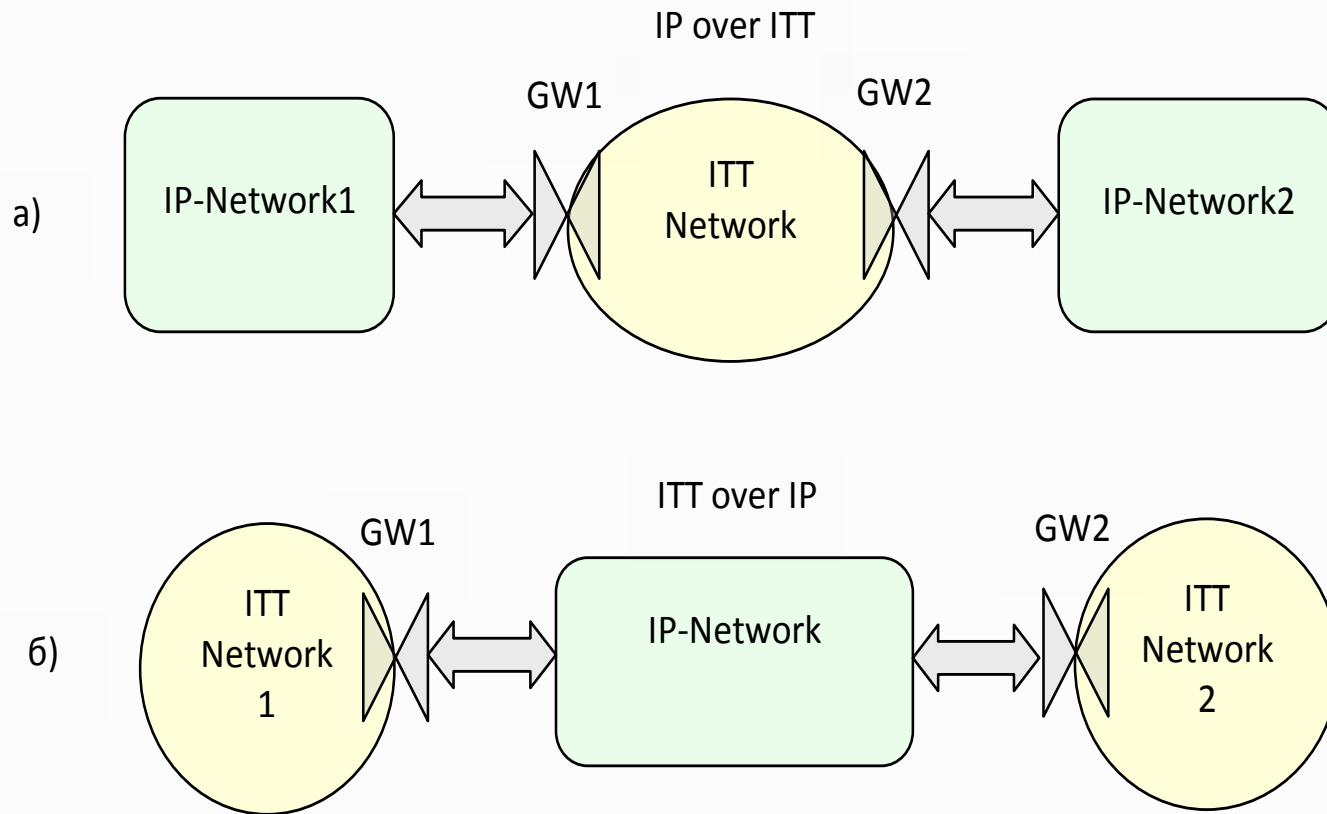 IP over ITT
GW1
GW2
IP-Network1
ITT
Network
IP-Network2
а)
ITT over IP
GW1
GW2
ITT
Network
1
IP-Network
ITT
Network
2
б)